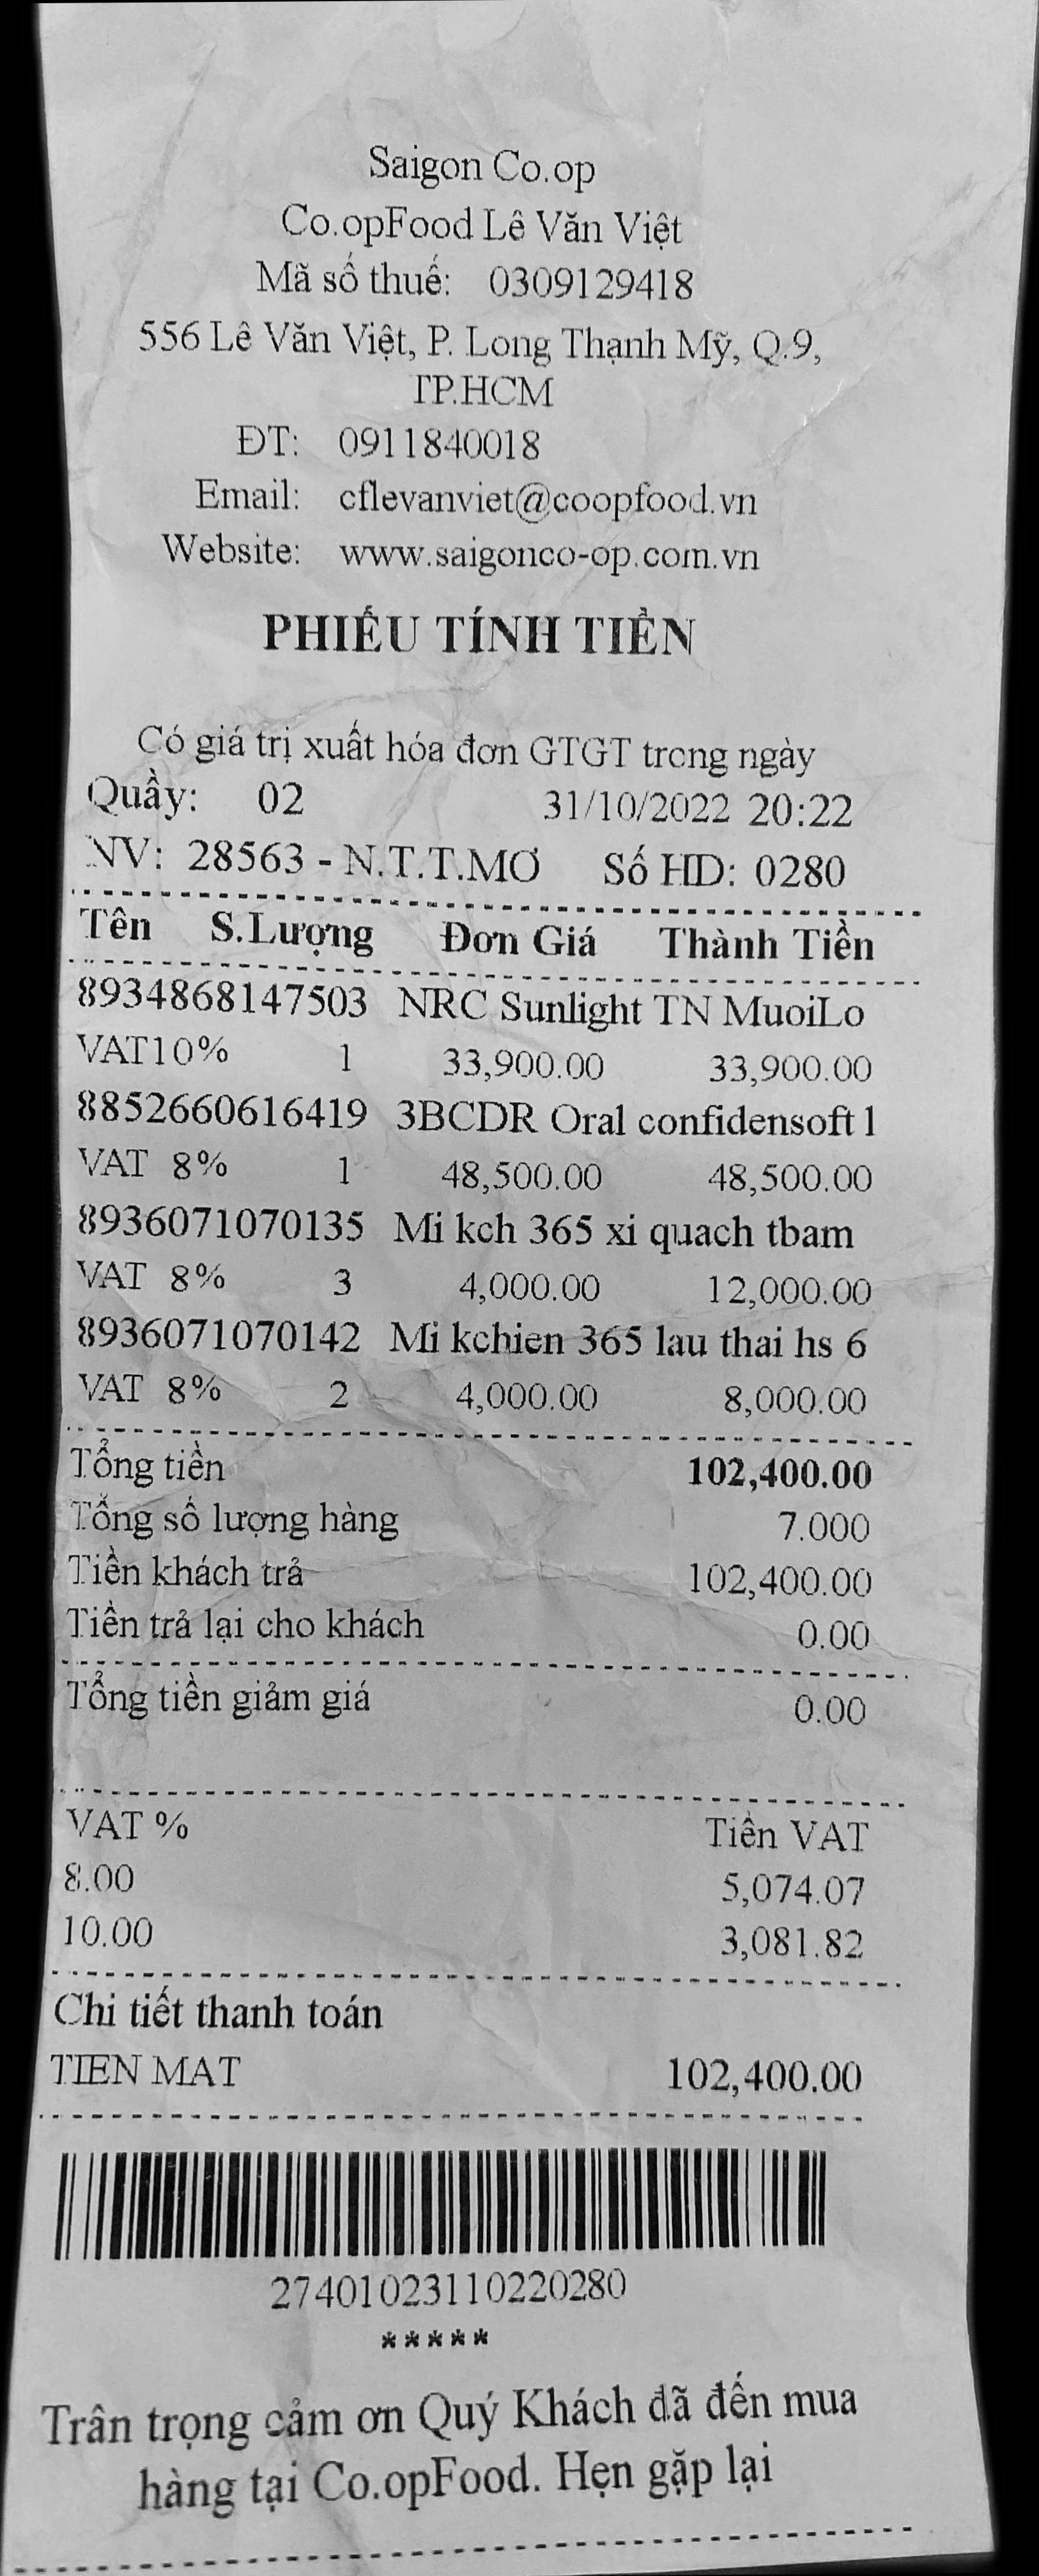 Saigon Co.op
Co.opFood Lê Văn Việt
Mã số thuế: 0309129418
556 Lê Văn Việt, P. Long Thạnh Mỹ, Q.9,
TP.HCM
ĐT: 0911840018
Email: cflevanviet@coopfood.vn
Website: www.saigonco-op.com.vn
PHIẾU TÍNH TIỀN
Có giá trị xuất hóa đơn GTGT trong ngày
Quầy: 02 31/10/2022 20:22
NV: 28563 - N.T.T.MƠ Số HD: 0280
Tên S.Lượng Đơn Giá Thành Tiền
8934868147503 NRC Sunlight TN MuoiLo
VAT10% 1 33,900.00 33,900.00
8852660616419 3BCDR Oral confidensoft 1
VAT 8% 1 48,500.00 48,500.00
8936071070135 Mi kch 365 xi quach tbam
VAT 8% 3 4,000.00 12,000.00
8936071070142 Mi kchien 365 lau thai hs 6
VAT 8% 2 4,000.00 8,000.00
Tổng tiền 102,400.00
Tổng số lượng hàng 7.000
Tiền khách trả 102,400.00
Tiền trả lại cho khách 0.00
Tổng tiền giảm giá 0.00
VAT % Tiền VAT
8.00 5,074.07
10.00 3,081.82
Chi tiết thanh toán
TIEN MAT 102,400.00
27401023110220280
*****
Trân trọng cảm ơn Quý Khách đã đến mua
hàng tại Co.opFood. Hẹn gặp lại